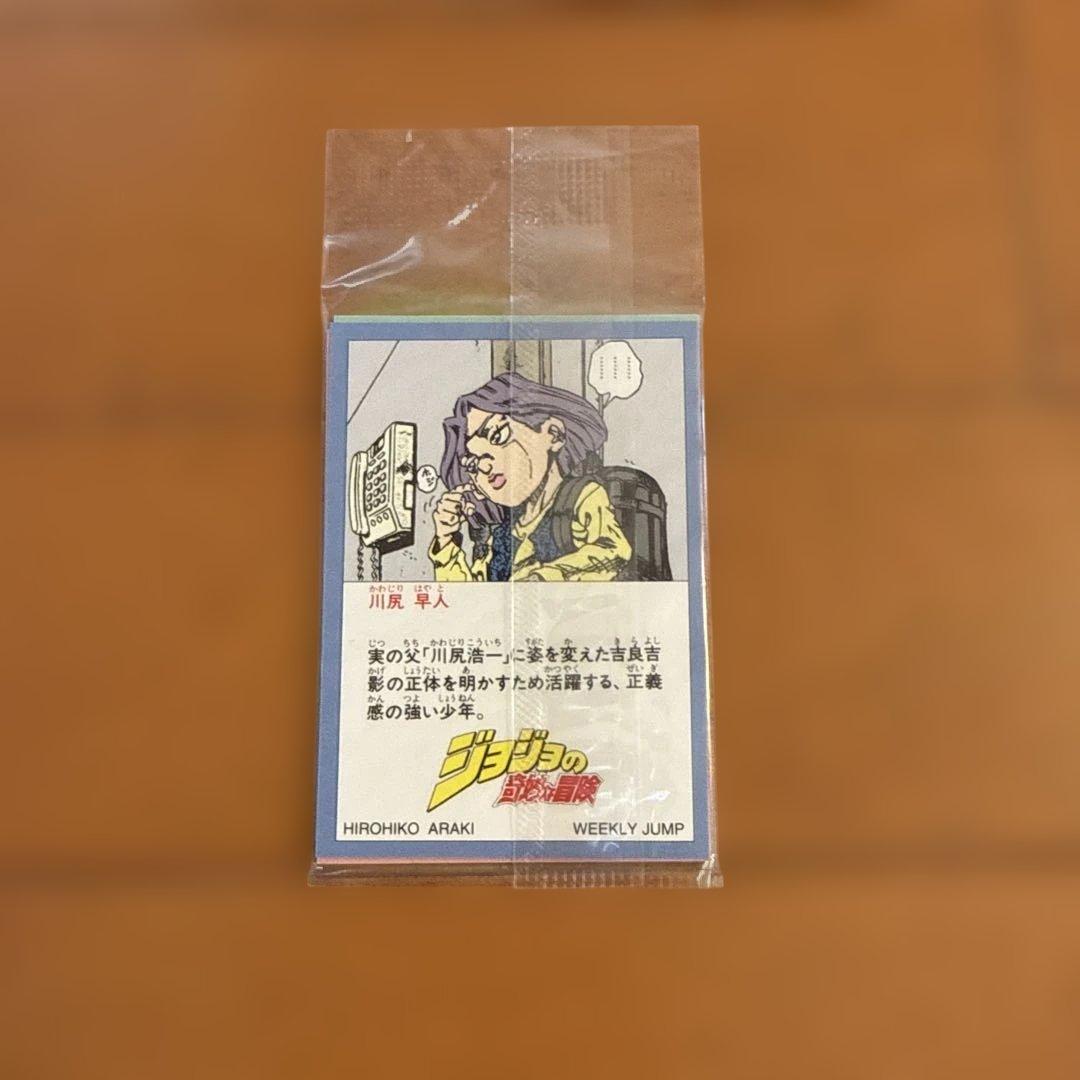 川尻 早人
実の父「川尻浩一」に姿を変えた吉良吉
影の正体を明かすため活躍する、正義
感の強い少年。
ジョジョの
奇妙な冒険
HIROHIKO ARAKI
WEEKLY JUMP